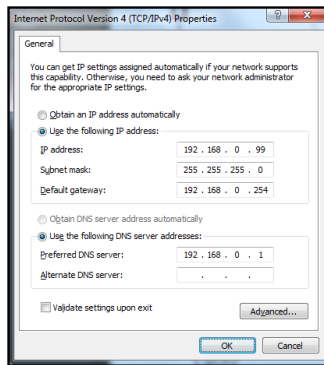 Internet Protocol Version 4 (TCP/IPv4) Properties
General
You can get IP settings assigned automatically if your network supports
this capability. Otherwise, you need to ask your network administrator
for the appropriate IP settings.
Obtain an IP address automatically
Use the following IP address:
IP address: 192 . 168 . 0 . 99
Subnet mask: 255 . 255 . 255 . 0
Default gateway: 192 . 168 . 0 . 254
Obtain DNS server address automatically
Use the following DNS server addresses:
Preferred DNS server: 192 . 168 . 0 . 1
Alternate DNS server: . . .
Validate settings upon exit
Advanced...
OK Cancel